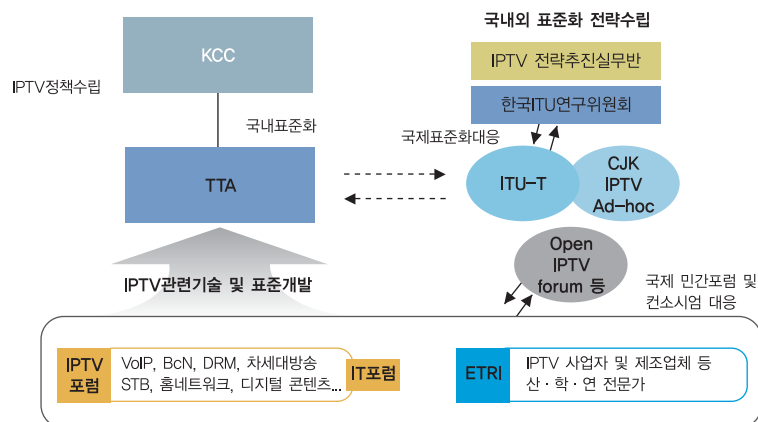 국내외 표준화 전략수립
KCC
IPTV 전략추진실무반
IPTV정책수립
한국ITU연구위원회
국내표준화
국제표준화대응
TTA
ITU-T
CJK
IPTV
Ad-hoc
Open
IPTV
forum 등
IPTV관련기술 및 표준개발
국제 민간포럼 및
컨소시엄 대응
IPTV
포럼
VoIP, BcN, DRM, 차세대방송
STB, 홈네트워크, 디지털 콘텐츠...
IT포럼
ETRI
IPTV 사업자 및 제조업체 등
산·학·연 전문가